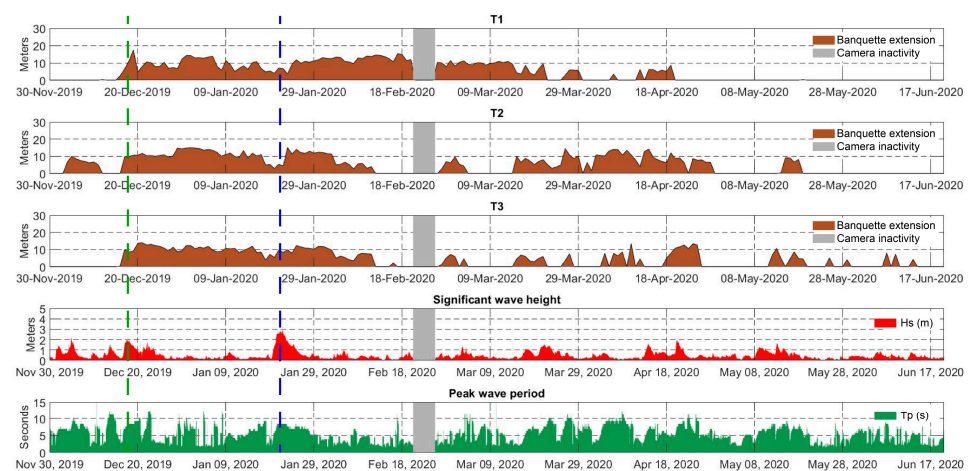 T1
30
20
10
0
Meters
Banquette extension
Camera inactivity
30-Nov-2019 20-Dec-2019 09-Jan-2020 29-Jan-2020 18-Feb-2020 09-Mar-2020 29-Mar-2020 18-Apr-2020 08-May-2020 28-May-2020 17-Jun-2020
T2
30
20
10
0
Meters
Banquette extension
Camera inactivity
30-Nov-2019 20-Dec-2019 09-Jan-2020 29-Jan-2020 18-Feb-2020 09-Mar-2020 29-Mar-2020 18-Apr-2020 08-May-2020 28-May-2020 17-Jun-2020
T3
30
20
10
0
Meters
Banquette extension
Camera inactivity
30-Nov-2019 20-Dec-2019 09-Jan-2020 29-Jan-2020 18-Feb-2020 09-Mar-2020 29-Mar-2020 18-Apr-2020 08-May-2020 28-May-2020 17-Jun-2020
Significant wave height
5
4
3
2
1
0
Meters
Hs (m)
Nov 30, 2019 Dec 20, 2019 Jan 09, 2020 Jan 29, 2020 Feb 18, 2020 Mar 09, 2020 Mar 29, 2020 Apr 18, 2020 May 08, 2020 May 28, 2020 Jun 17, 2020
Peak wave period
15
10
5
0
Seconds
Tp (s)
Nov 30, 2019 Dec 20, 2019 Jan 09, 2020 Jan 29, 2020 Feb 18, 2020 Mar 09, 2020 Mar 29, 2020 Apr 18, 2020 May 08, 2020 May 28, 2020 Jun 17, 2020